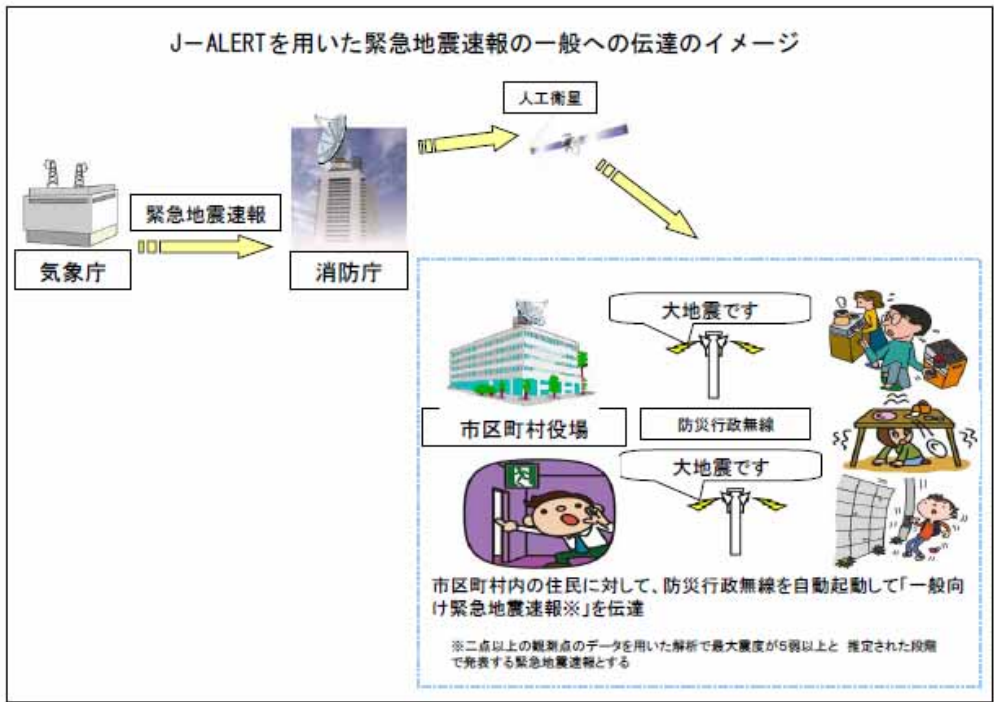 J－ALERTを用いた緊急地震速報の一般への伝達のイメージ
人工衛星
緊急地震速報
気象庁
消防庁
大地震です
市区町村役場
防災行政無線
大地震です
市区町村内の住民に対して、防災行政無線を自動起動して「一般向
け緊急地震速報※」を伝達
※二点以上の観測点のデータを用いた解析で最大震度が5弱以上と 推定された段階
で発表する緊急地震速報とする